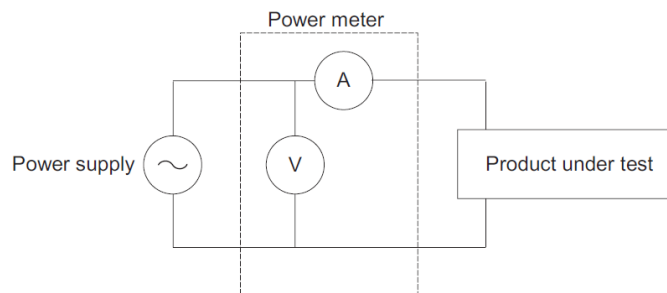 Power meter
A
Power supply
V
Product under test